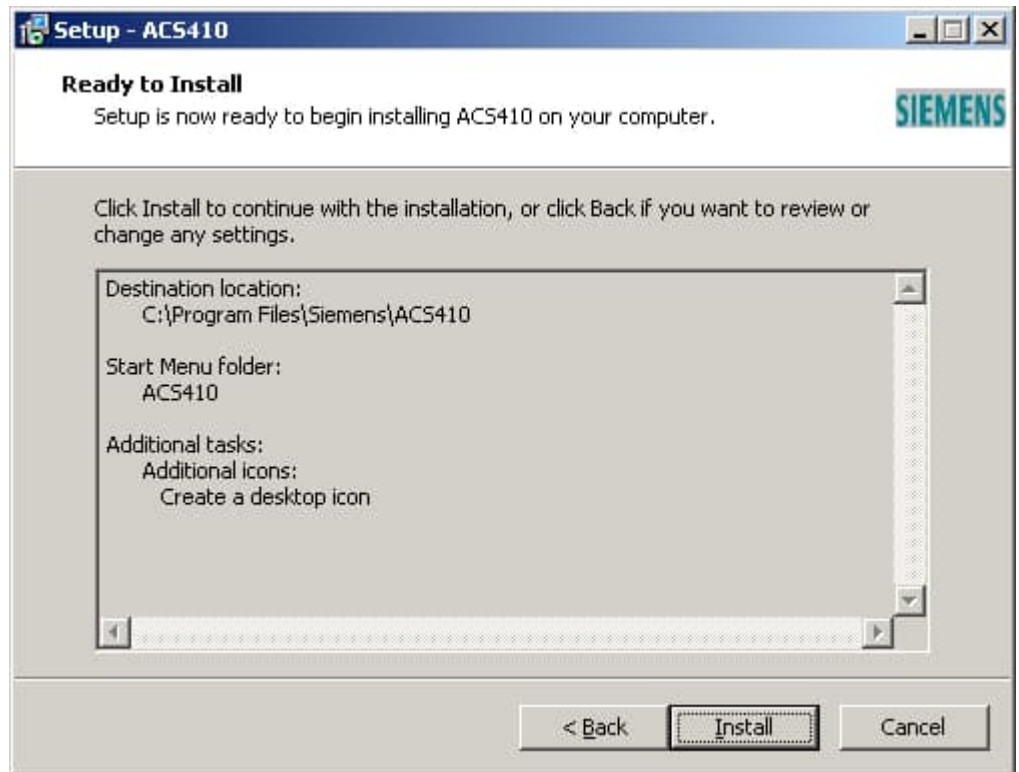 Setup - ACS410
Ready to Install
Setup is now ready to begin installing ACS410 on your computer.
SIEMENS
Click Install to continue with the installation, or click Back if you want to review or
change any settings.
Destination location:
C:\Program Files\Siemens\ACS410
Start Menu folder:
ACS410
Additional tasks:
Additional icons:
Create a desktop icon
< Back
Install
Cancel